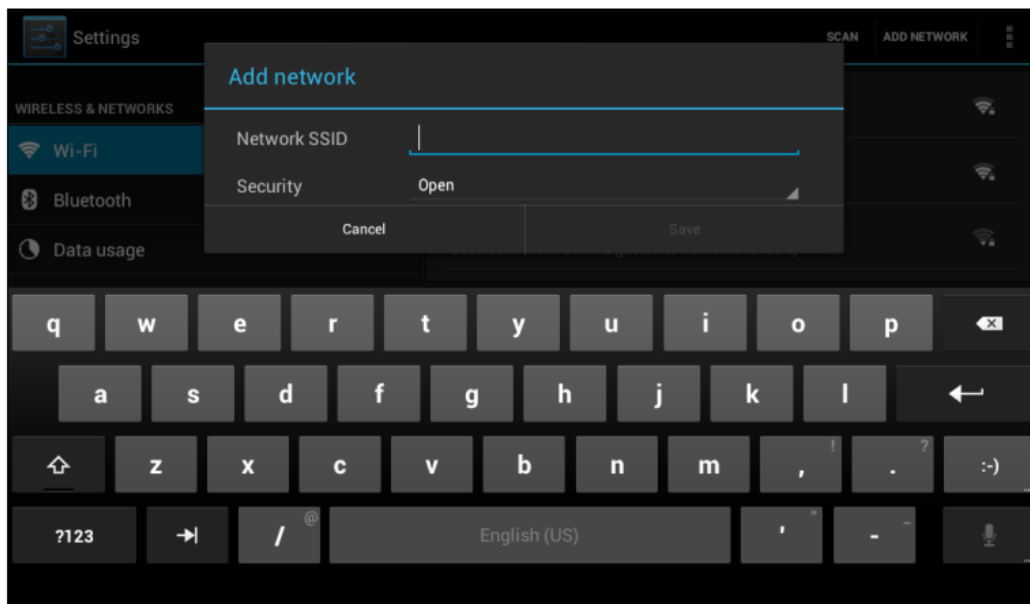 Settings
SCAN ADD NETWORK
Add network
WIRELESS & NETWORKS
Network SSID
Wi-Fi
Security Open
Bluetooth
Cancel Save
Data usage
q w e r t y u i o p
a s d f g h j k l
z x c v b n m , ! . ? :-)
?123 / @ English (US) ' " - _